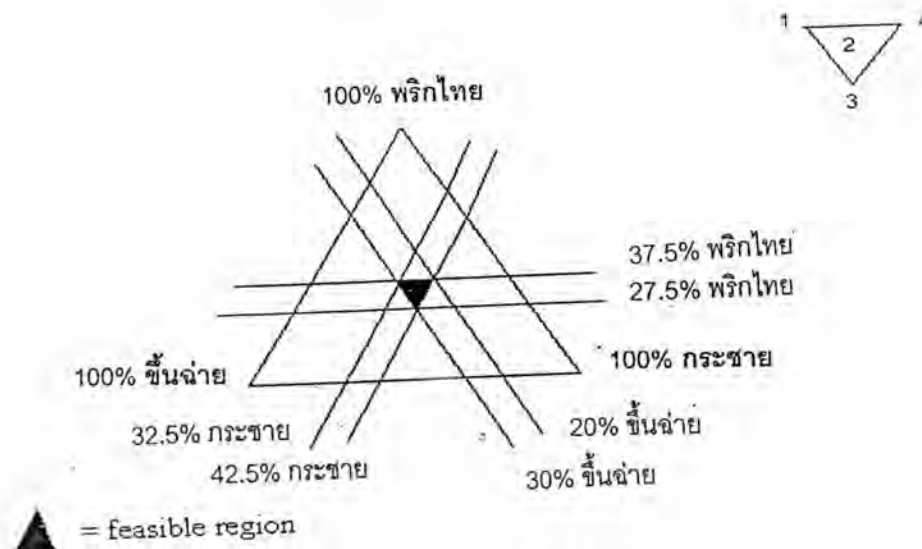 1 4
2
3
100% พริกไทย
37.5% พริกไทย
27.5% พริกไทย
100% ขึ้นฉ่าย
100% กระชาย
32.5% กระชาย
20% ขึ้นฉ่าย
42.5% กระชาย
30% ขึ้นฉ่าย
= feasible region